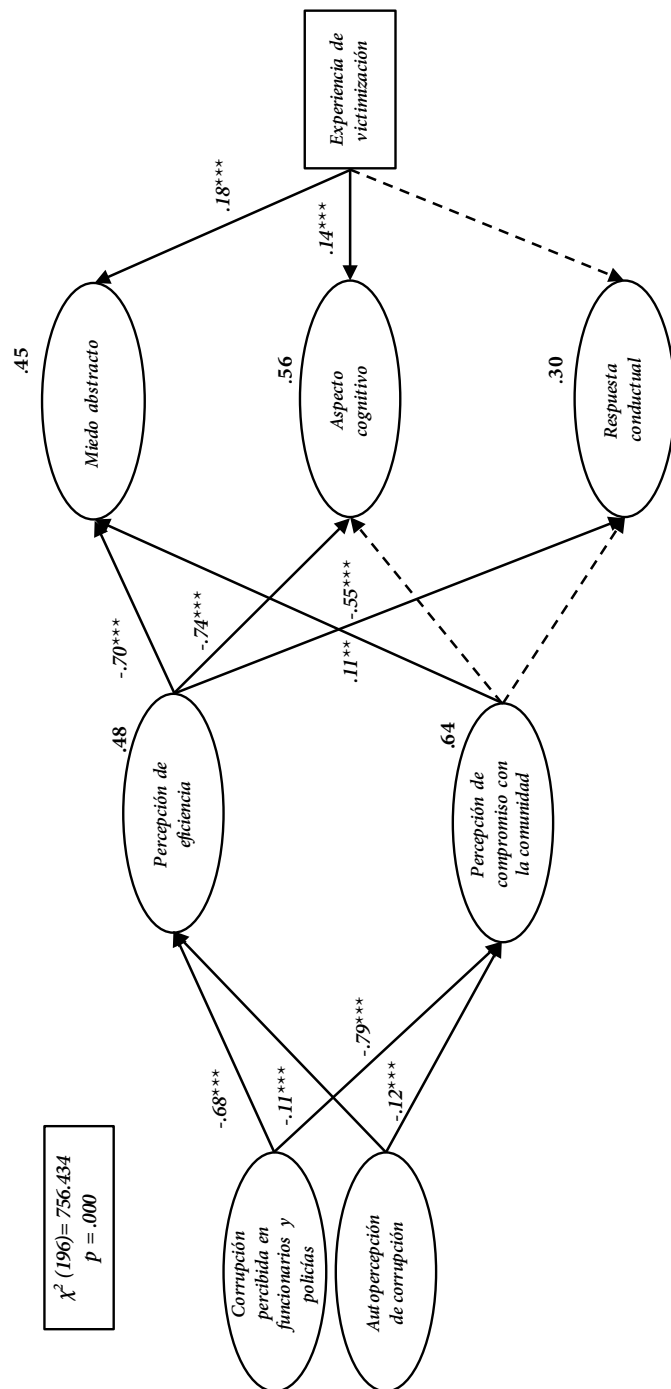 χ² (196)= 756.434
p = .000
Corrupción
percibida en
funcionarios y
policías
Autopercepción
de corrupción
-.68***
-.11***
-.79***
-.12***
.48
Percepción de
eficiencia
.64
Percepción de
compromiso con
la comunidad
-.70***
-.74***
-.55***
.11**
.45
Miedo abstracto
.56
Aspecto
cognitivo
.30
Respuesta
conductual
.18***
.14***
Experiencia de
victimización